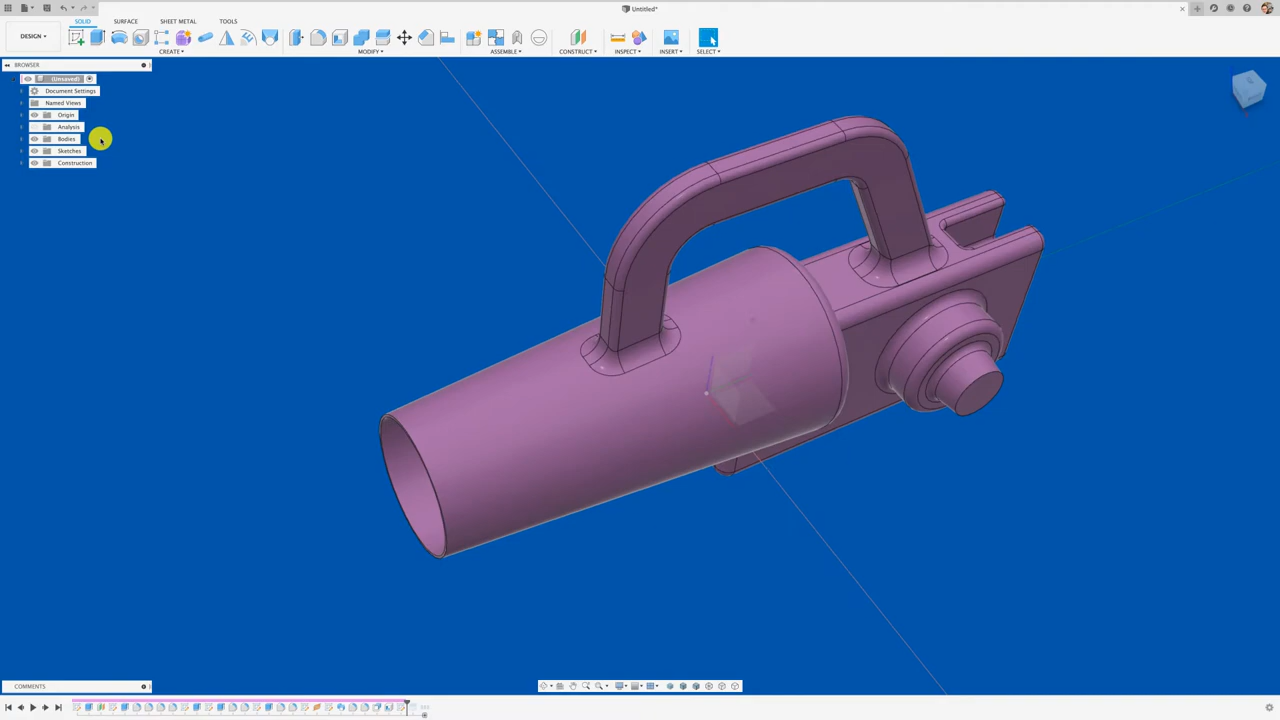 Untitled*
SOLID SURFACE SHEET METAL TOOLS
DESIGN
CREATE MODIFY ASSEMBLE CONSTRUCT INSPECT INSERT SELECT
BROWSER
(Unsaved)
Document Settings
Named Views
Origin
Analysis
Bodies
Sketches
Construction
COMMENTS